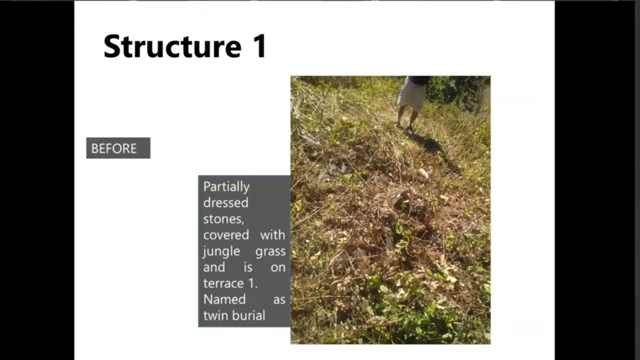 Structure 1
BEFORE
Partially
dressed
stones,
covered with
jungle grass
and is on
terrace 1.
Named as
twin burial